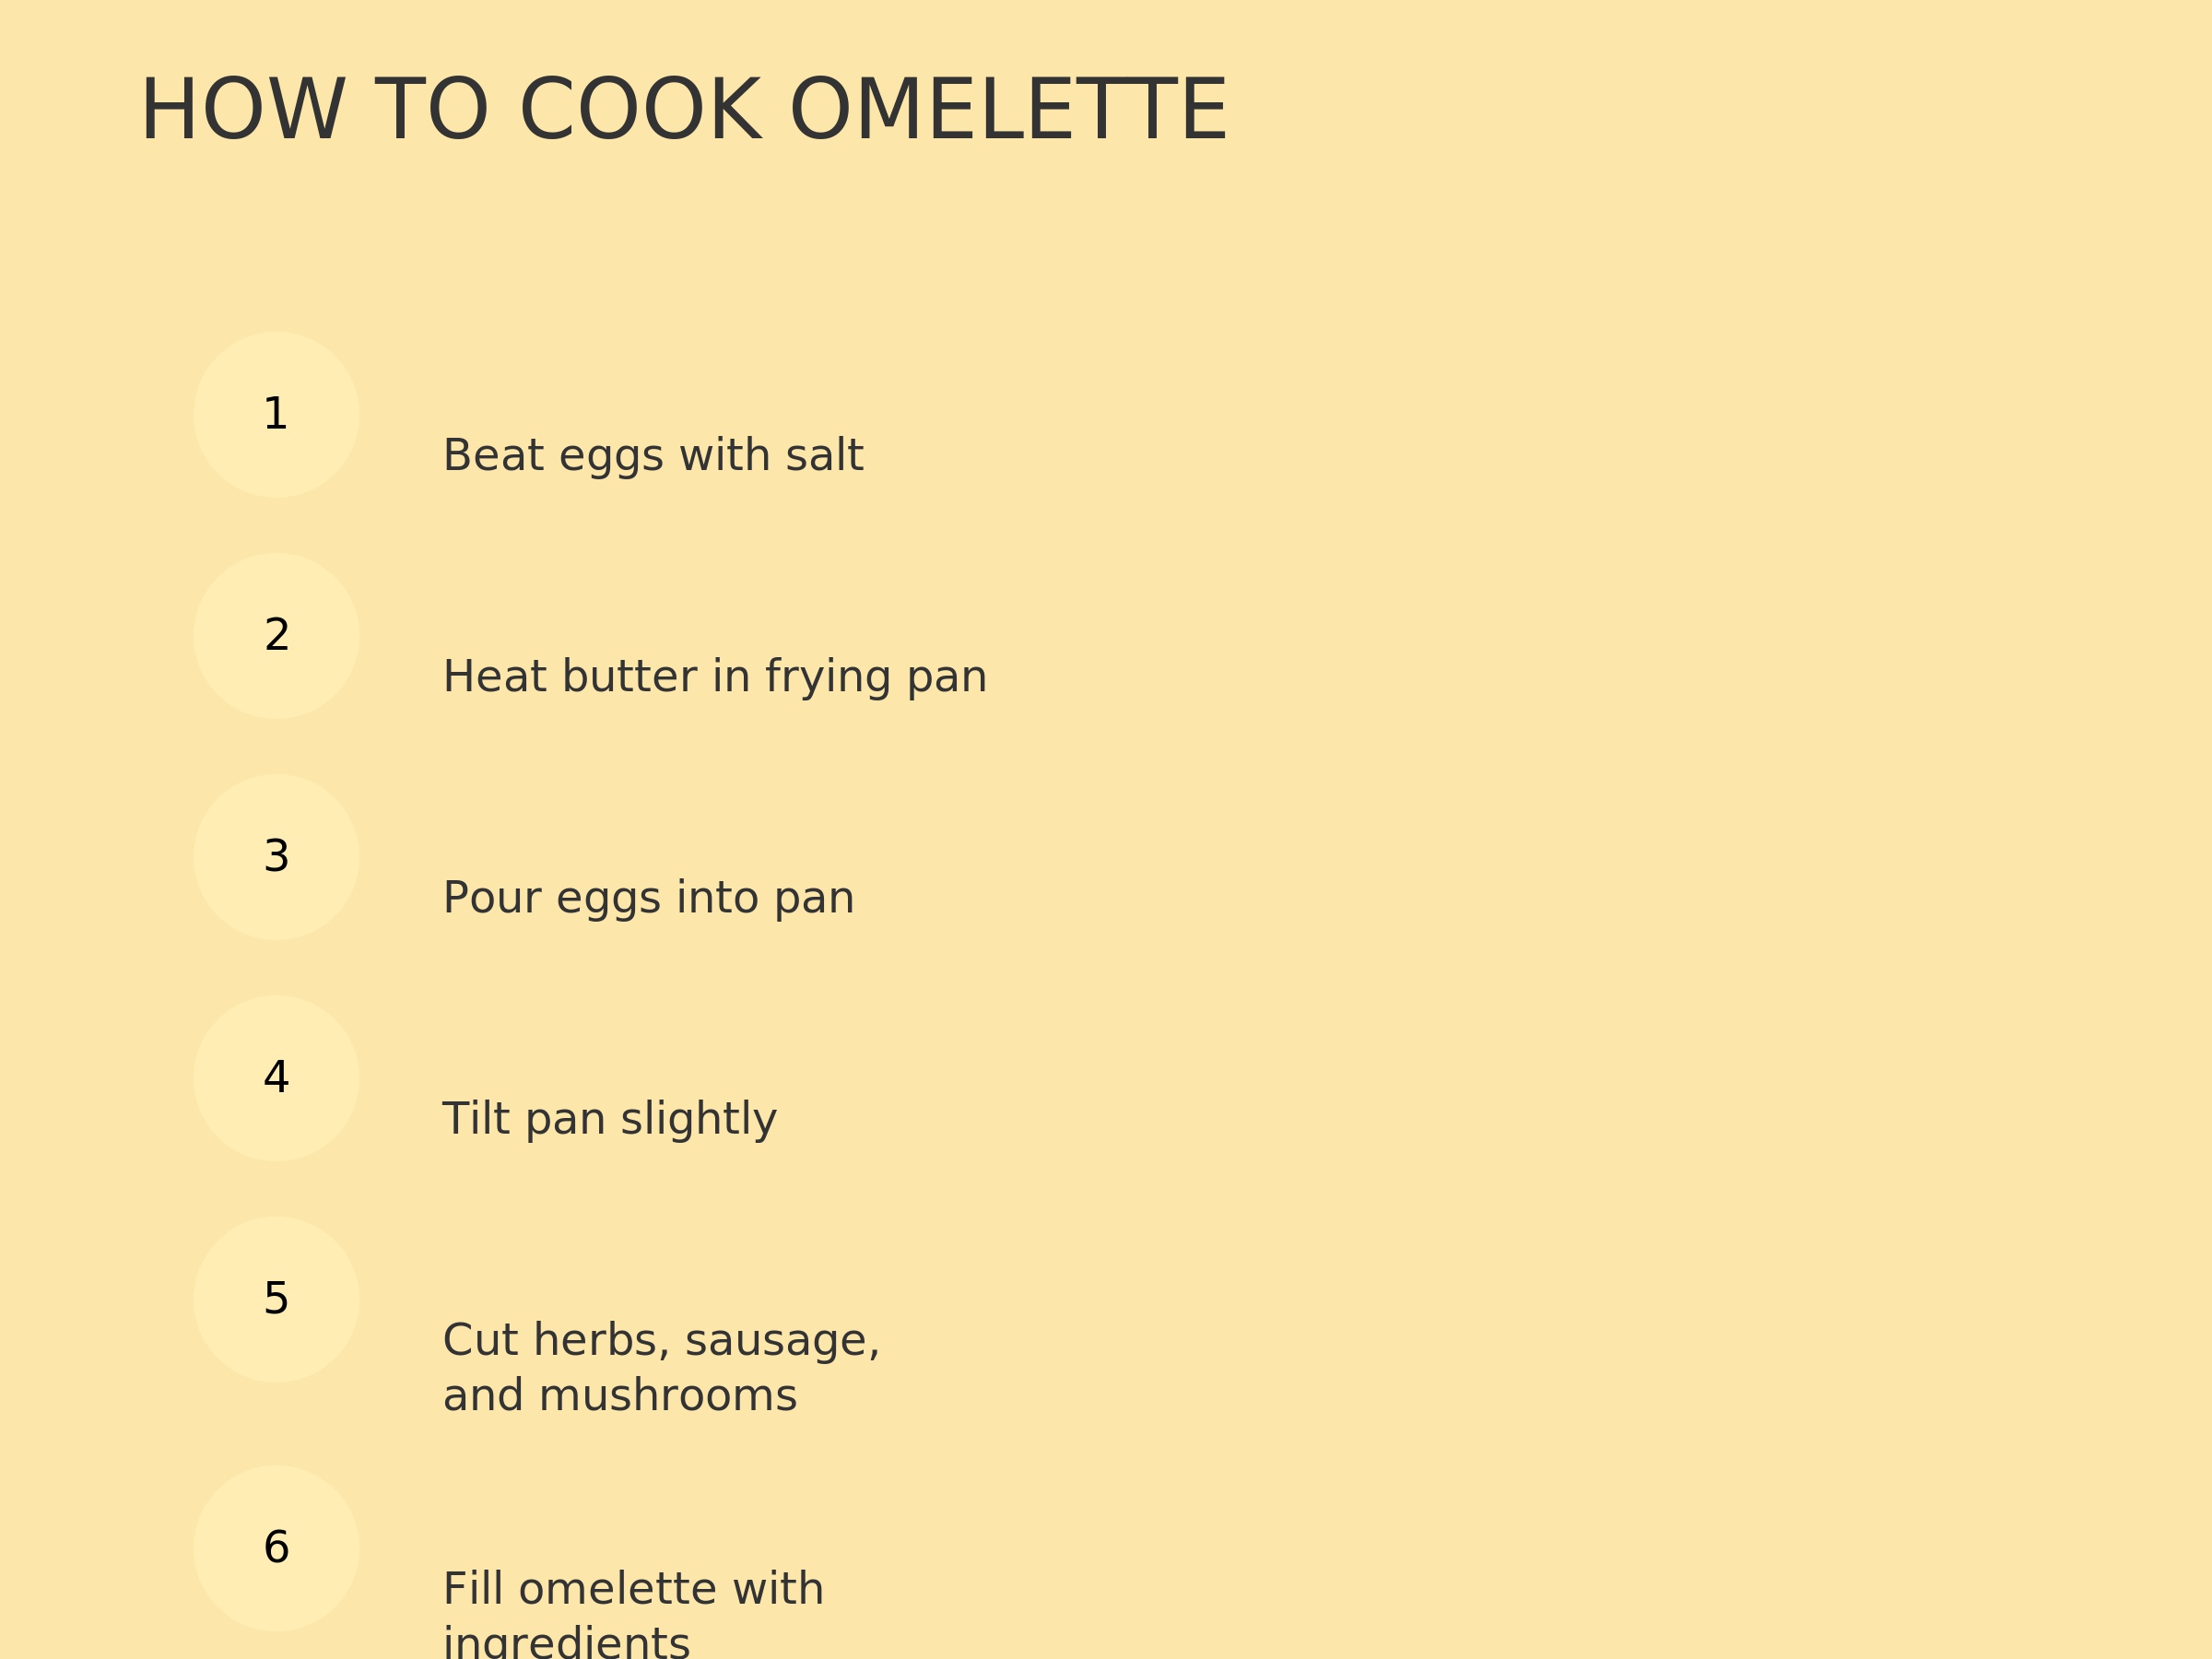 HOW TO COOK OMELETTE
1
Beat eggs with salt
2
Heat butter in frying pan
3
Pour eggs into pan
4
Tilt pan slightly
5
Cut herbs, sausage,
and mushrooms
6
Fill omelette with
ingredients